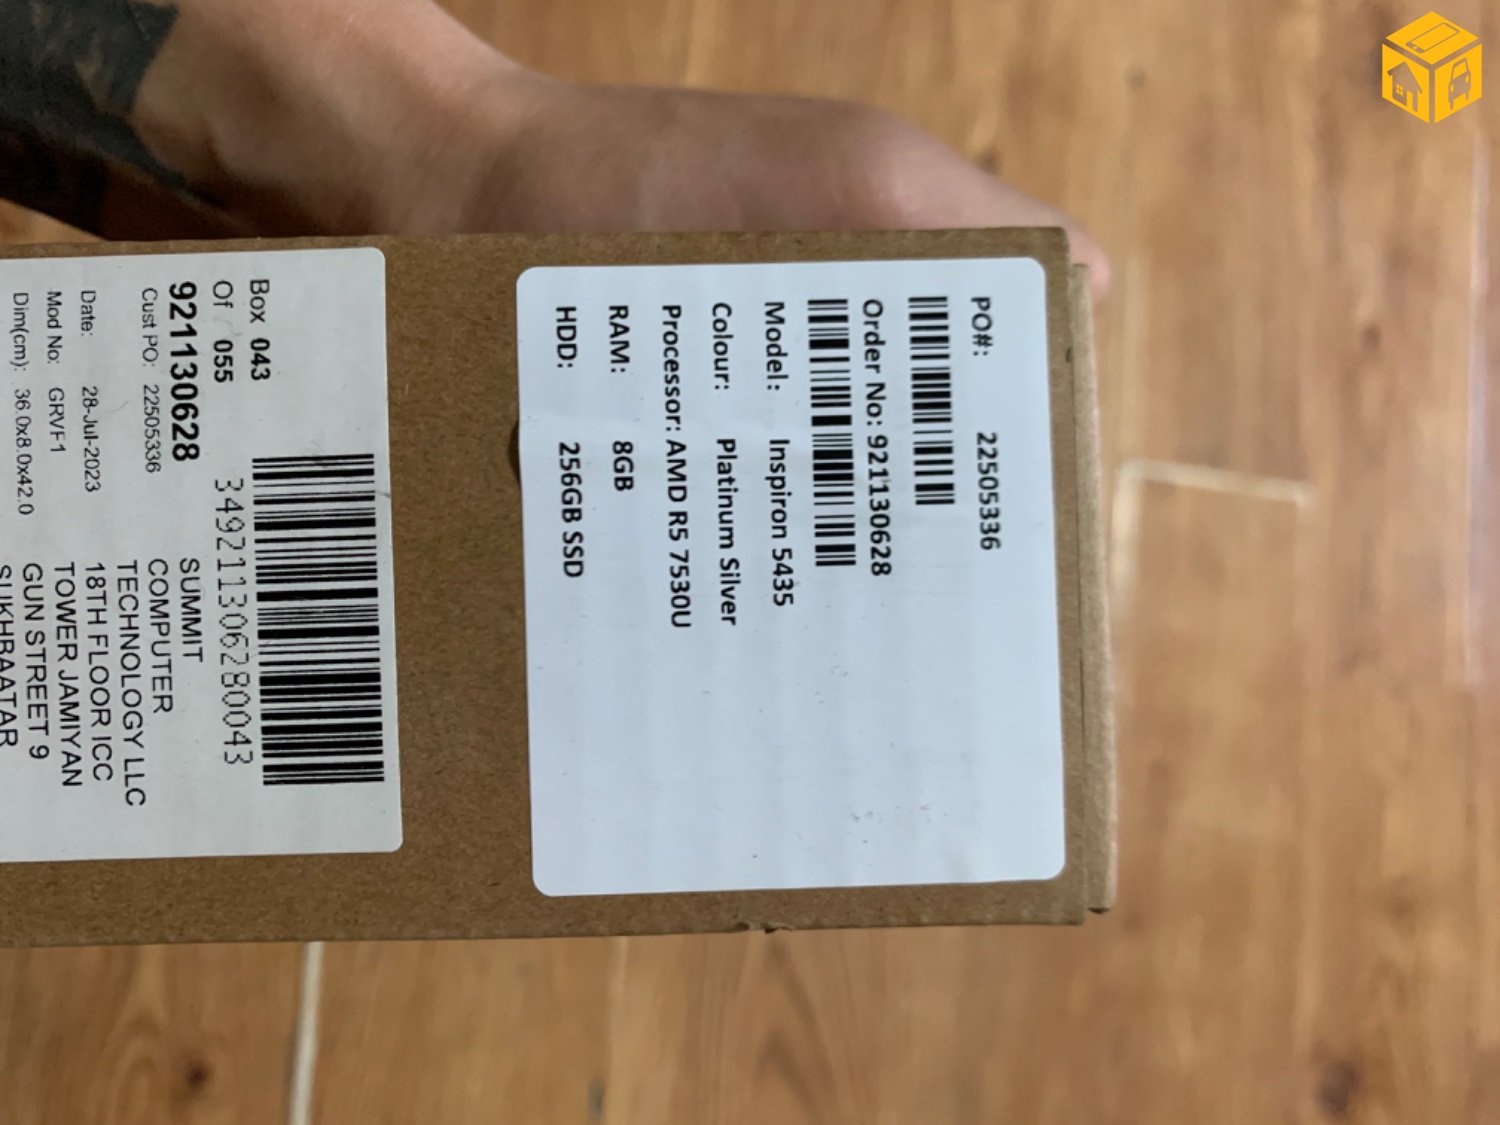 PO#: 22505336
Order No: 921130628
Model: Inspiron 5435
Colour: Platinum Silver
Processor: AMD R5 7530U
RAM: 8GB
HDD: 256GB SSD
349211306280043
Box 043
Of 055
921130628
Cust PO: 22505336
Date: 28-Jul-2023
Mod No: GRVF1
Dim(cm): 36.0x8.0x42.0
SUMMIT
COMPUTER
TECHNOLOGY LLC
18TH FLOOR ICC
TOWER JAMIYAN
GUN STREET 9
SUKHBAATAR